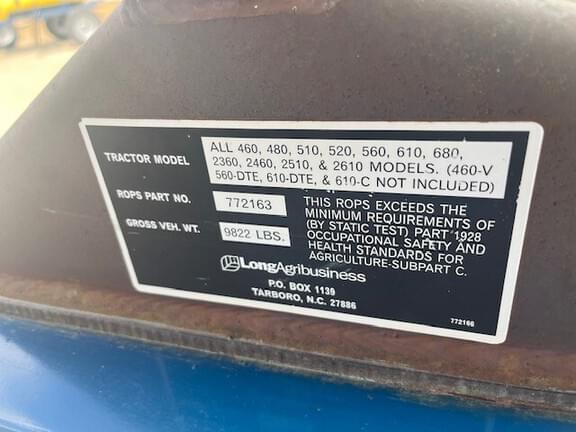 TRACTOR MODEL
ALL 460, 480, 510, 520, 560, 610, 680,
2360, 2460, 2510, & 2610 MODELS. (460-V
560-DTE, 610-DTE, & 610-C NOT INCLUDED)
ROPS PART NO.
772163
GROSS VEH. WT.
9822 LBS.
THIS ROPS EXCEEDS THE
MINIMUM REQUIREMENTS OF
(BY STATIC TEST) PART 1928
OCCUPATIONAL SAFETY AND
HEALTH STANDARDS FOR
AGRICULTURE-SUBPART C.
LongAgribusiness
P.O. BOX 1139
TARBORO, N.C. 27886
772166